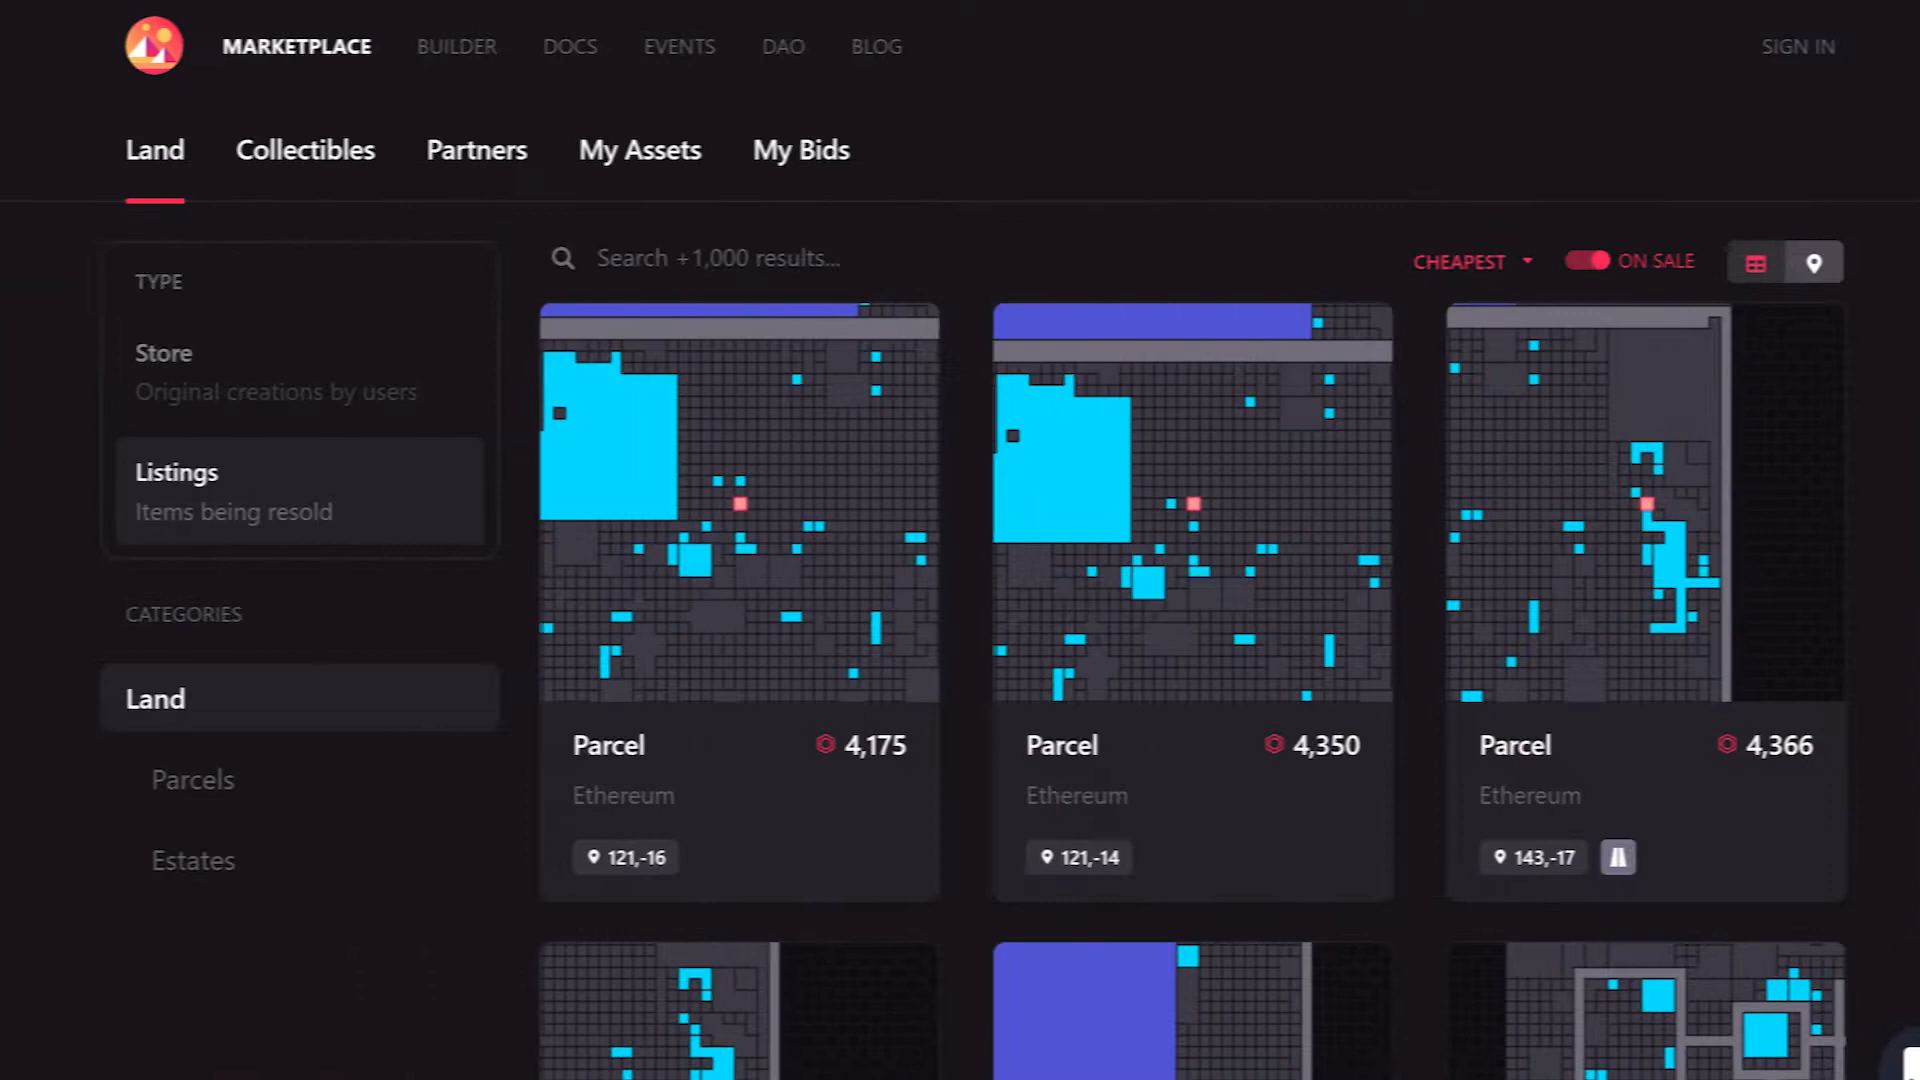 MARKETPLACE BUILDER DOCS EVENTS DAO BLOG SIGN IN
Land Collectibles Partners My Assets My Bids
TYPE
Store
Original creations by users
Listings
Items being resold
CATEGORIES
Land
Parcels
Estates
Search +1,000 results...
CHEAPEST ON SALE
Parcel 4,175
Ethereum
121,-16
Parcel 4,350
Ethereum
121,-14
Parcel 4,366
Ethereum
143,-17